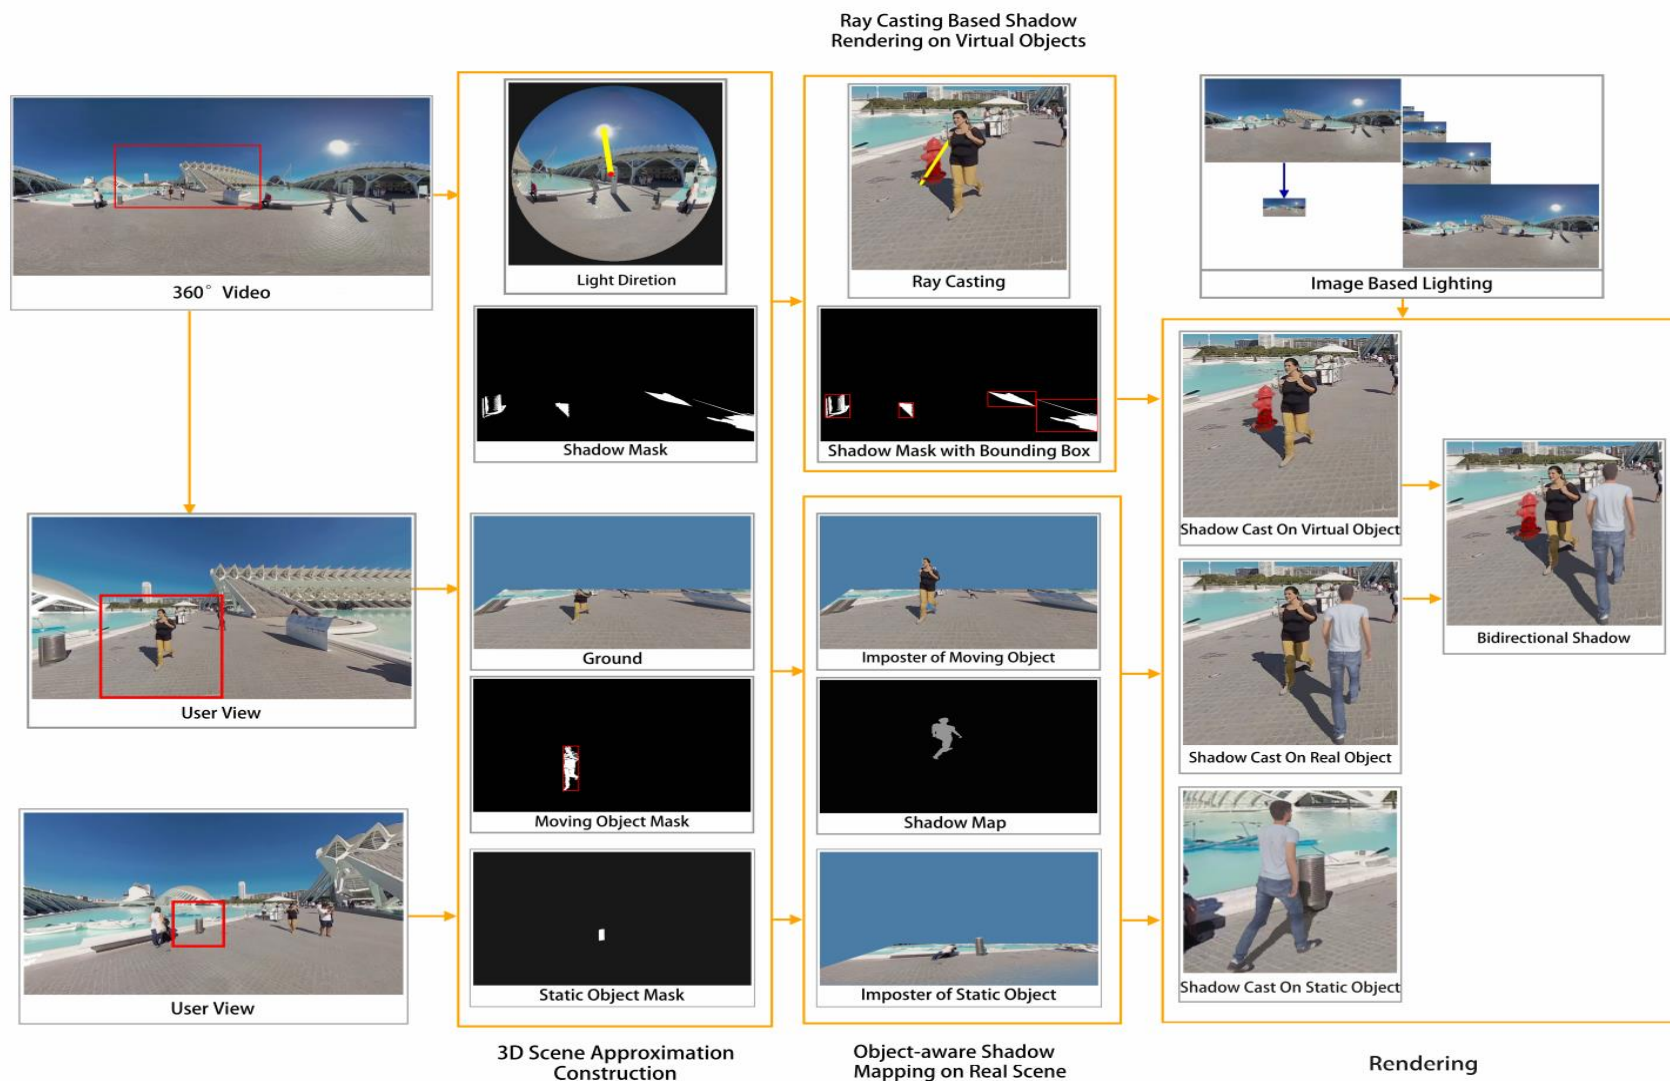 Ray Casting Based Shadow
Rendering on Virtual Objects
360° Video
Light Diretion
Ray Casting
Image Based Lighting
Shadow Mask
Shadow Mask with Bounding Box
Shadow Cast On Virtual Object
User View
Ground
Imposter of Moving Object
Bidirectional Shadow
Moving Object Mask
Shadow Map
Shadow Cast On Real Object
User View
Static Object Mask
Imposter of Static Object
Shadow Cast On Static Object
3D Scene Approximation
Construction
Object-aware Shadow
Mapping on Real Scene
Rendering